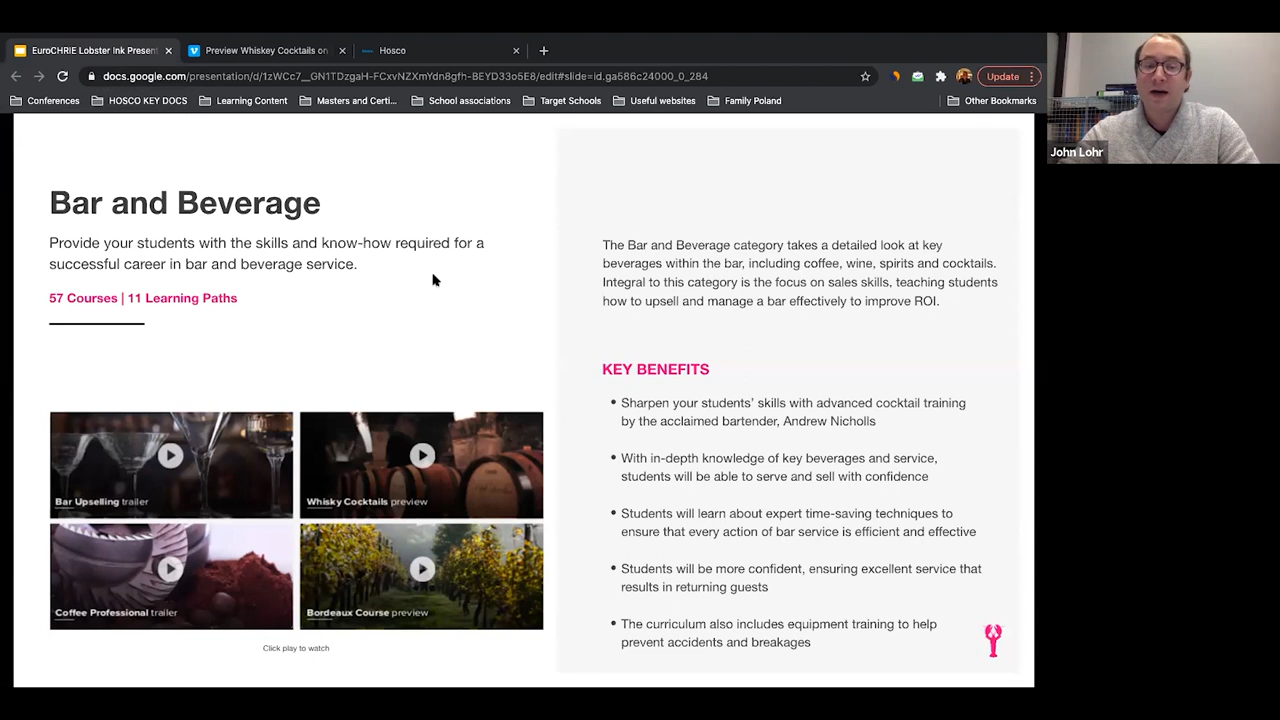 EuroCHRIE Lobster Ink Present
Preview Whiskey Cocktails on
Hosco
docs.google.com/presentation/d/1zWCc7__GN1TDzgaH-FCxvNZXmYdn8gfh-BEYD33o5E8/edit#slide=id.ga586c24000_0_284
Update
Conferences
HOSCO KEY DOCS
Learning Content
Masters and Certi...
School associations
Target Schools
Useful websites
Family Poland
Other Bookmarks
John Lohr
Bar and Beverage
Provide your students with the skills and know-how required for a
successful career in bar and beverage service.
57 Courses | 11 Learning Paths
Bar Upselling trailer
Whisky Cocktails preview
Coffee Professional trailer
Bordeaux Course preview
Click play to watch
The Bar and Beverage category takes a detailed look at key
beverages within the bar, including coffee, wine, spirits and cocktails.
Integral to this category is the focus on sales skills, teaching students
how to upsell and manage a bar effectively to improve ROI.
KEY BENEFITS
• Sharpen your students' skills with advanced cocktail training
by the acclaimed bartender, Andrew Nicholls
• With in-depth knowledge of key beverages and service,
students will be able to serve and sell with confidence
• Students will learn about expert time-saving techniques to
ensure that every action of bar service is efficient and effective
• Students will be more confident, ensuring excellent service that
results in returning guests
• The curriculum also includes equipment training to help
prevent accidents and breakages